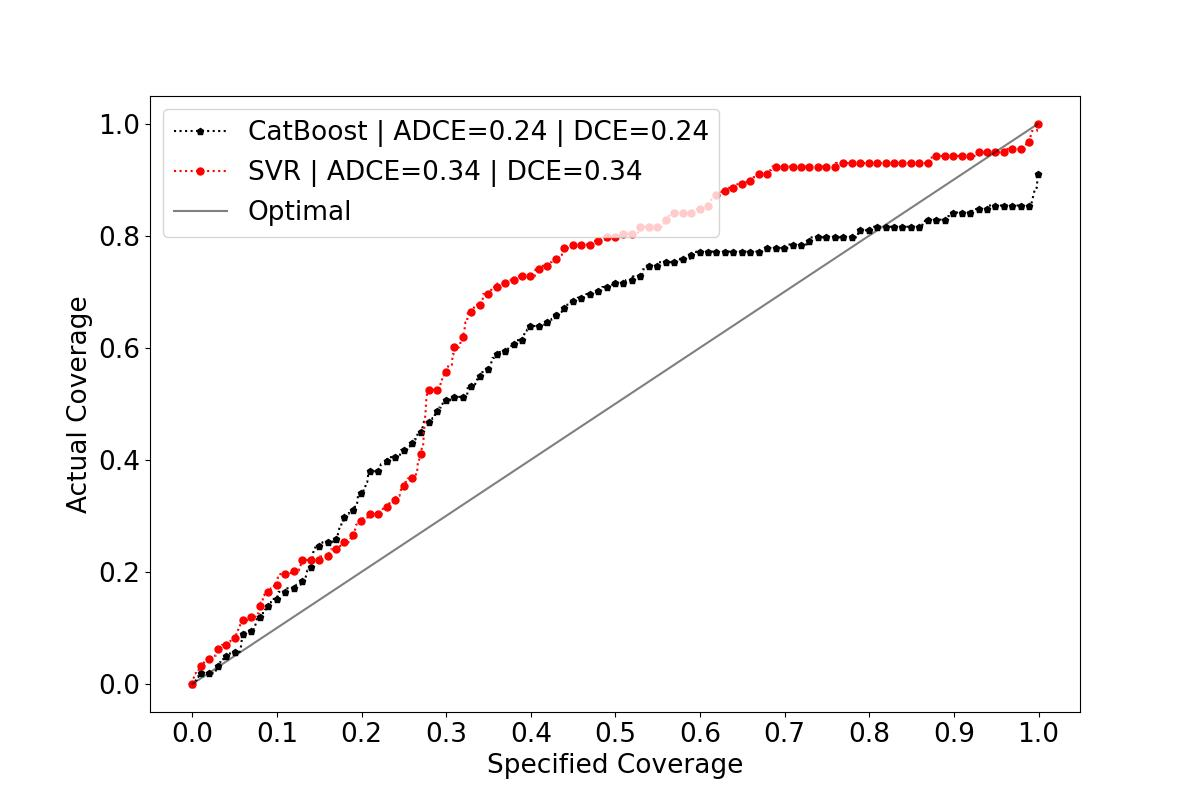 CatBoost | ADCE=0.24 | DCE=0.24
SVR | ADCE=0.34 | DCE=0.34
Optimal
Actual Coverage
1.0
0.8
0.6
0.4
0.2
0.0
0.0 0.1 0.2 0.3 0.4 0.5 0.6 0.7 0.8 0.9 1.0
Specified Coverage